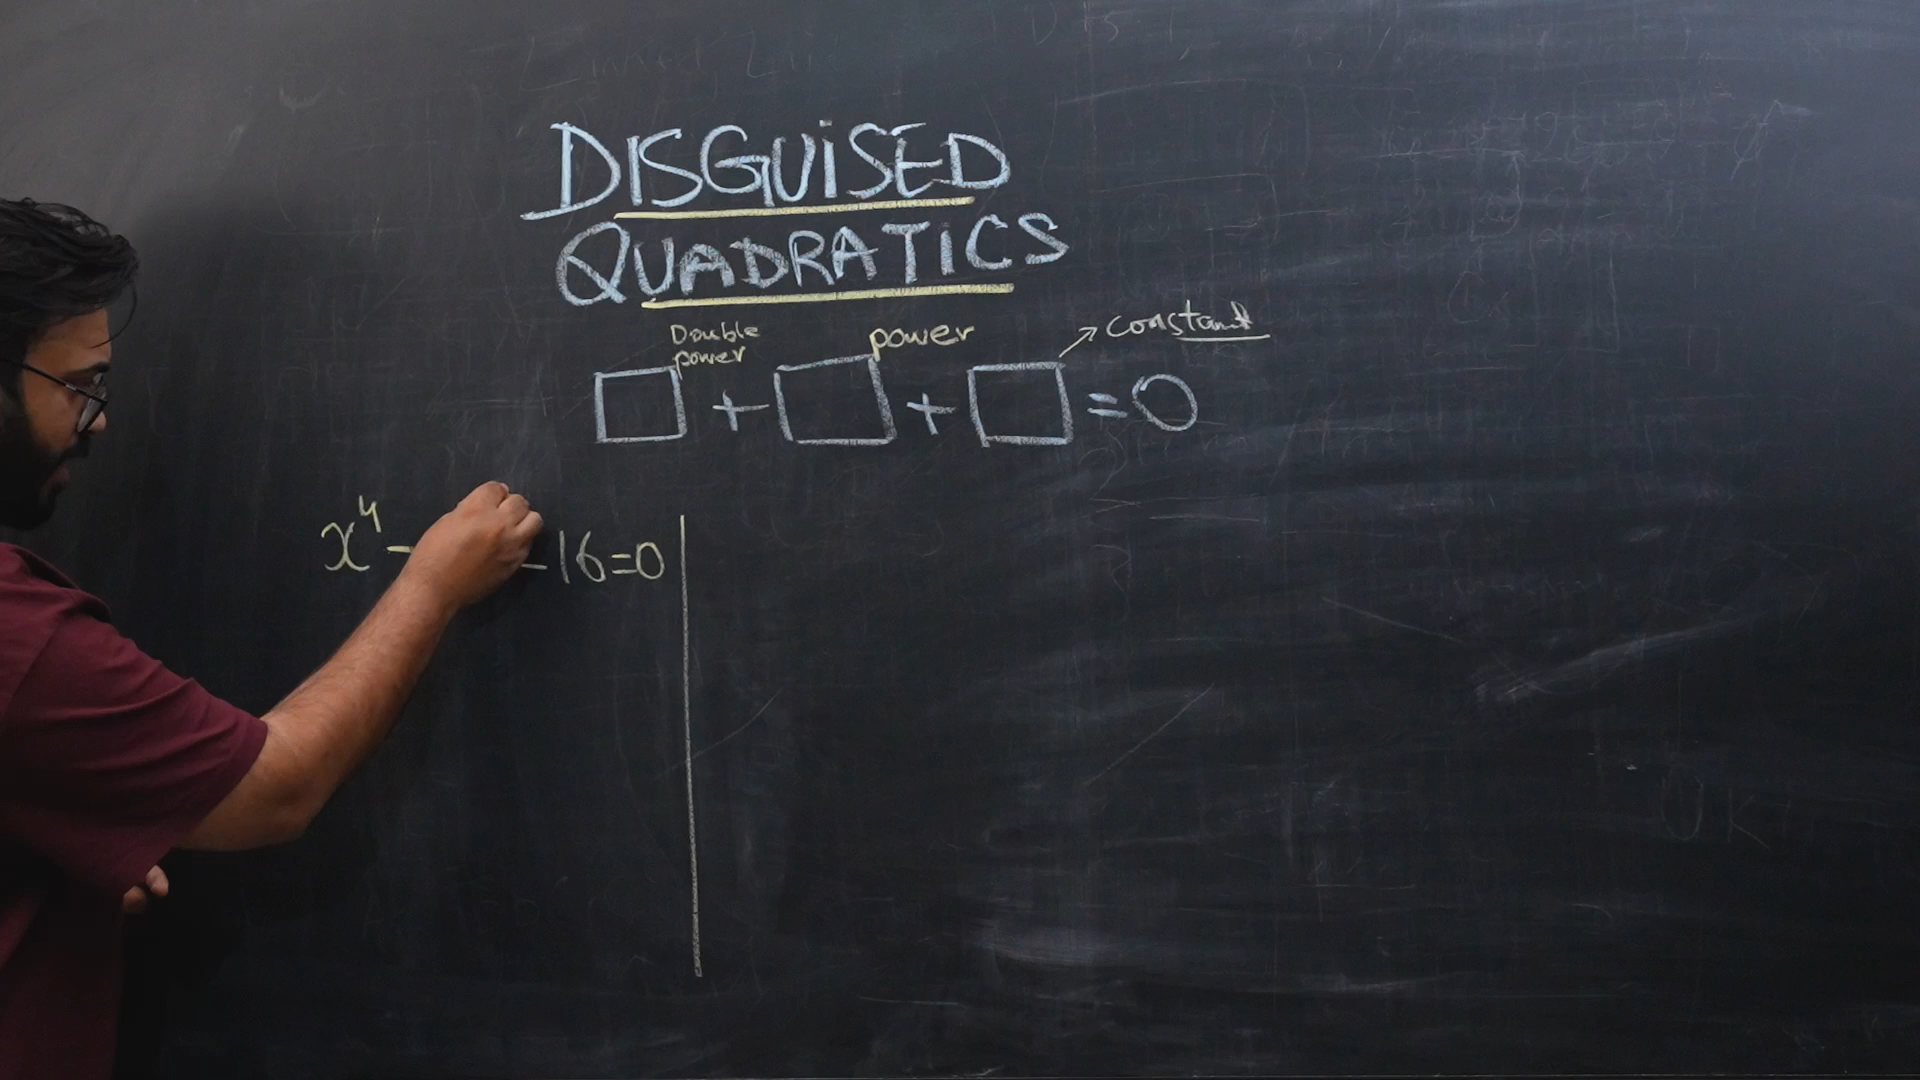 DISGUISED
QUADRATICS
Double power
power
→ constant
□ + □ + □ = 0
x⁴ - - 16 = 0